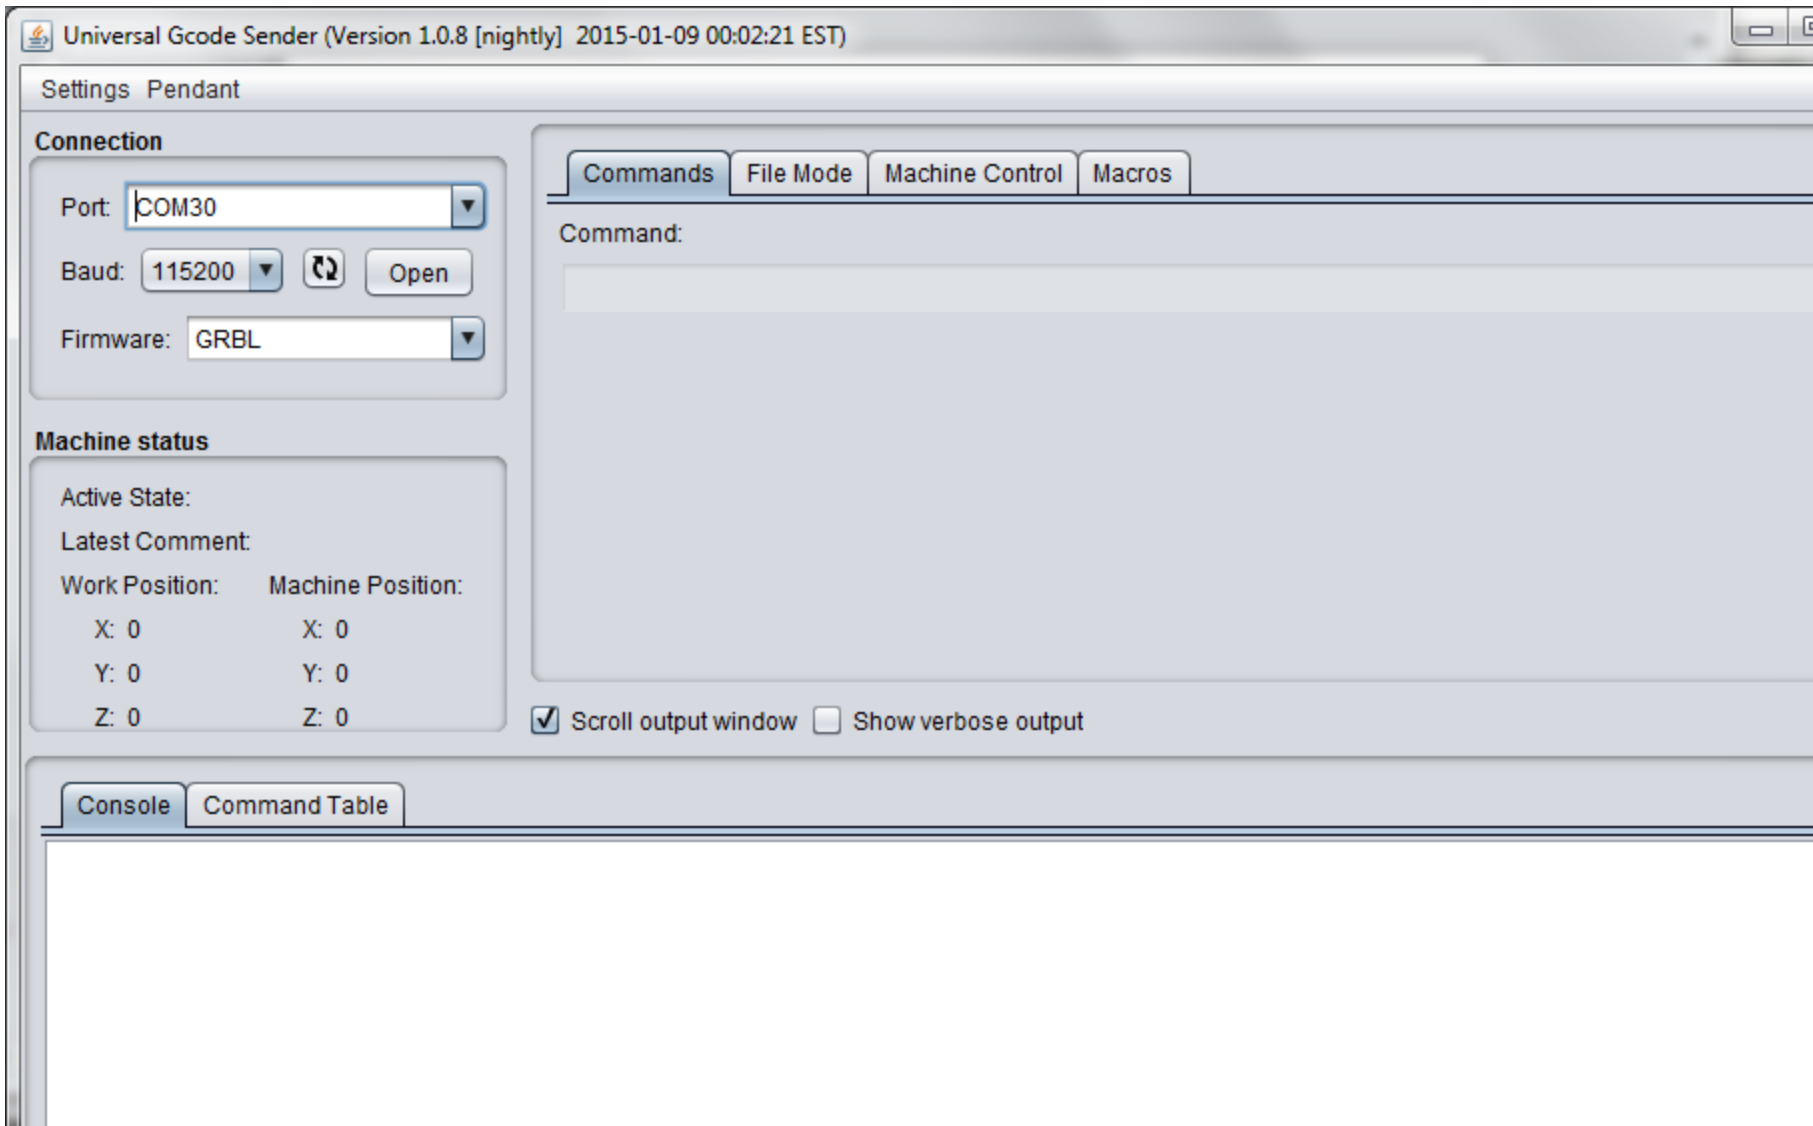 Universal Gcode Sender (Version 1.0.8 [nightly]  2015-01-09 00:02:21 EST)
Settings Pendant
Connection
Port: COM30
Baud: 115200 Open
Firmware: GRBL
Machine status
Active State:
Latest Comment:
Work Position: Machine Position:
X: 0 X: 0
Y: 0 Y: 0
Z: 0 Z: 0
Commands File Mode Machine Control Macros
Command:
Scroll output window Show verbose output
Console Command Table